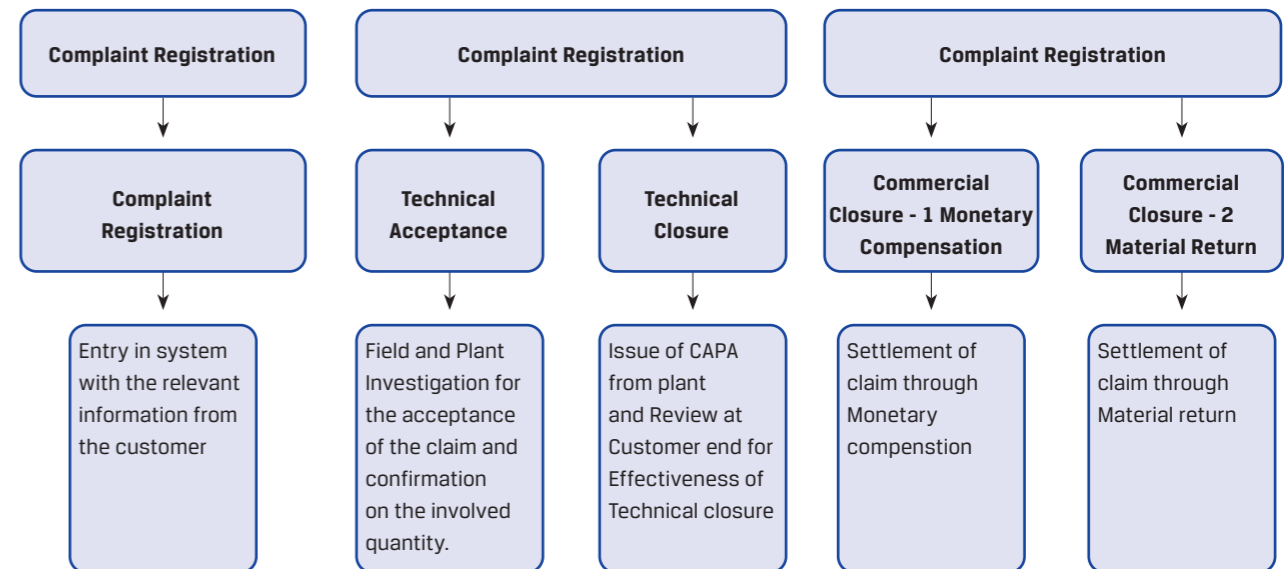 Complaint Registration
Complaint Registration
Complaint Registration
Complaint
Registration
Technical
Acceptance
Technical
Closure
Commercial
Closure - 1 Monetary
Compensation
Commercial
Closure - 2
Material Return
Entry in system
with the relevant
information from
the customer
Field and Plant
Investigation for
the acceptance
of the claim and
confirmation
on the involved
quantity.
Issue of CAPA
from plant
and Review at
Customer end for
Effectiveness of
Technical closure
Settlement of
claim through
Monetary
compenstion
Settlement of
claim through
Material return